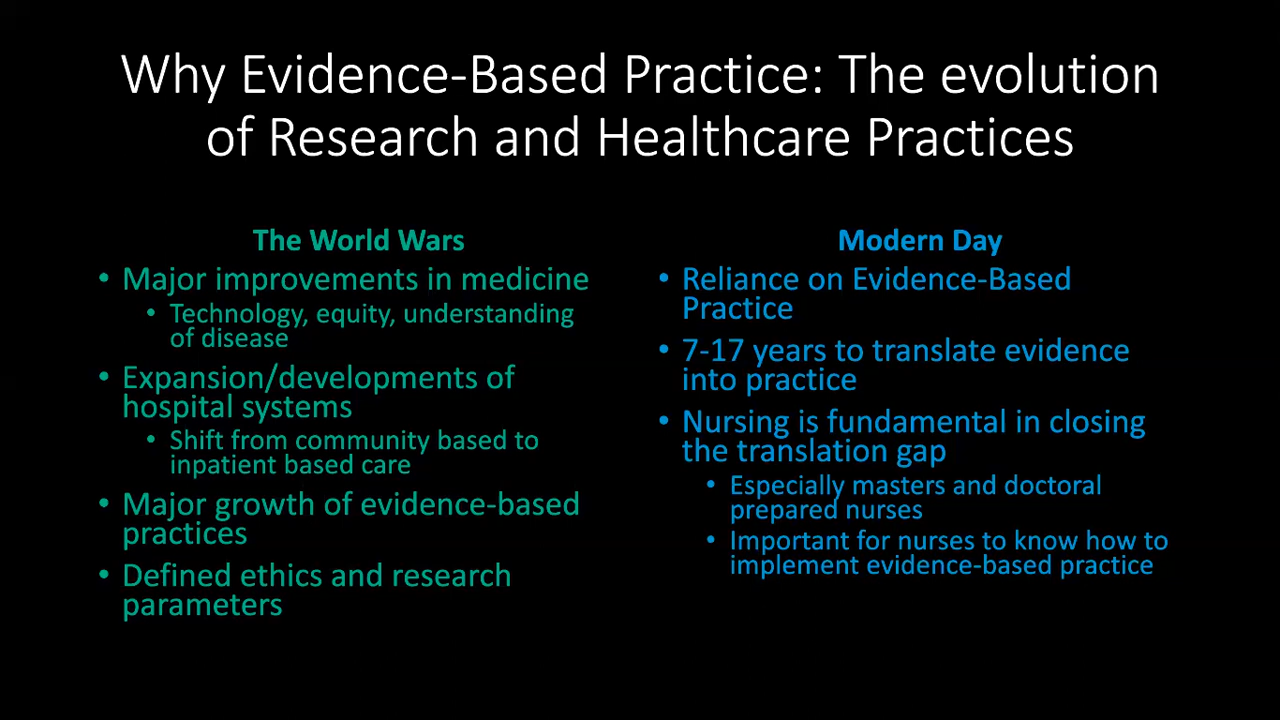 Why Evidence-Based Practice: The evolution
of Research and Healthcare Practices
The World Wars
• Major improvements in medicine
• Technology, equity, understanding
of disease
• Expansion/developments of
hospital systems
• Shift from community based to
inpatient based care
• Major growth of evidence-based
practices
• Defined ethics and research
parameters
Modern Day
• Reliance on Evidence-Based
Practice
• 7-17 years to translate evidence
into practice
• Nursing is fundamental in closing
the translation gap
• Especially masters and doctoral
prepared nurses
• Important for nurses to know how to
implement evidence-based practice